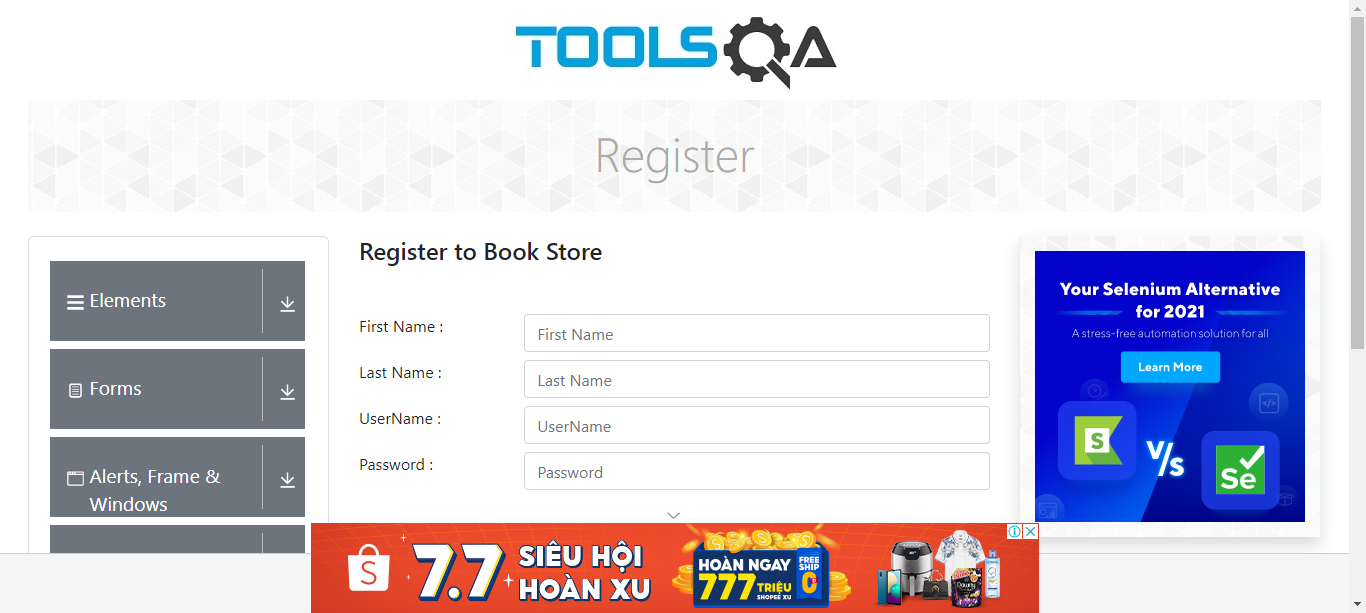 TOOLSQA
Register
Elements
Forms
Alerts, Frame &
Windows
Register to Book Store
First Name :
First Name
Last Name :
Last Name
UserName :
UserName
Password :
Password
Your Selenium Alternative
for 2021
A stress-free automation solution for all
Learn More
S
V/s
Se
S
7.7
SIÊU HỘI
HOÀN XU
HOÀN NGAY
777 TRIỆU
SHOPEE XU
FREE
SHIP
0Đ
Downy